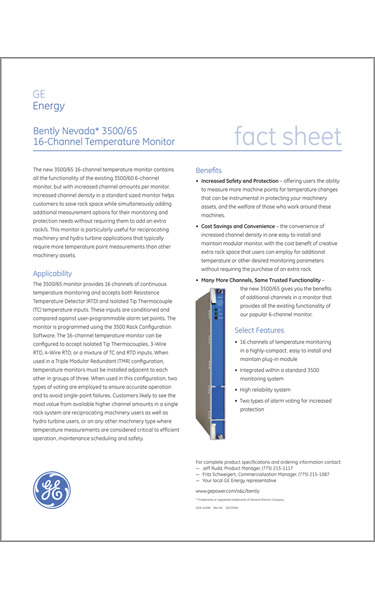 GE
Energy
Bently Nevada* 3500/65
16-Channel Temperature Monitor
fact sheet
The new 3500/65 16-channel temperature monitor contains
all the functionality of the existing 3500/60 6-channel
monitor, but with increased channel amounts per monitor.
Increased channel density in a standard sized monitor helps
customers to save rack space while simultaneously adding
additional measurement options for their monitoring and
protection needs without requiring them to add an extra
rack/s. This monitor is particularly useful for reciprocating
machinery and hydro turbine applications that typically
require more temperature point measurements than other
machinery assets.
Applicability
The 3500/65 monitor provides 16 channels of continuous
temperature monitoring and accepts both Resistance
Temperature Detector (RTD) and Isolated Tip Thermocouple
(TC) temperature inputs. These inputs are conditioned and
compared against user-programmable alarm set points. The
monitor is programmed using the 3500 Rack Configuration
Software. The 16-channel temperature monitor can be
configured to accept Isolated Tip Thermocouples, 3-Wire
RTD, 4-Wire RTD, or a mixture of TC and RTD inputs. When
used in a Triple Modular Redundant (TMR) configuration,
temperature monitors must be installed adjacent to each
other in groups of three. When used in this configuration, two
types of voting are employed to ensure accurate operation
and to avoid single-point failures. Customers likely to see the
most value from available higher channel amounts in a single
rack system are reciprocating machinery users as well as
hydro turbine users, or on any other machinery type where
temperature measurements are considered critical to efficient
operation, maintenance scheduling and safety.
Benefits
• Increased Safety and Protection – offering users the ability
to measure more machine points for temperature changes
that can be instrumental in protecting your machinery
assets, and the welfare of those who work around these
machines.
• Cost Savings and Convenience – the convenience of
increased channel density in one easy to install and
maintain modular monitor, with the cost benefit of creative
extra rack space that users can employ for additional
temperature or other desired monitoring parameters
without requiring the purchase of an extra rack.
• Many More Channels, Same Trusted Functionality –
the new 3500/65 gives you the benefits
of additional channels in a monitor that
provides all the existing functionality of
our popular 6-channel monitor.
Select Features
• 16 channels of temperature monitoring
in a highly-compact, easy to install and
maintain plug-in module
• Integrated within a standard 3500
monitoring system
• High reliability system
• Two types of alarm voting for increased
protection
For complete product specifications and ordering information contact:
— Jeff Rudd, Product Manager; (775) 215-1117
— Fritz Schweigert, Commercialization Manager; (775) 215-1087
— Your local GE Energy representative
www.gepower.com/o&c/bently
* Trademarks or registered trademarks of General Electric Company